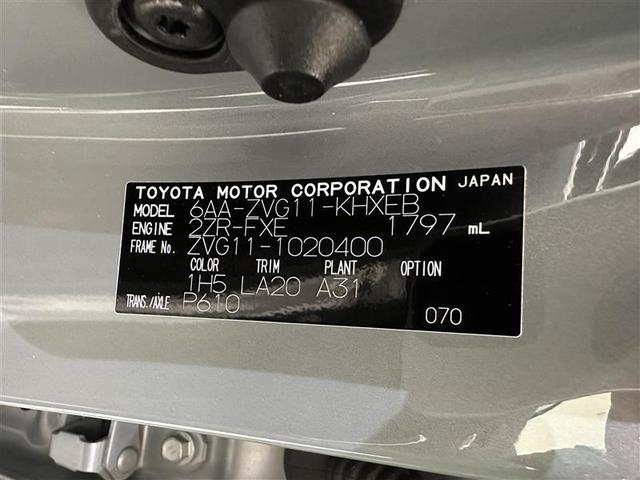 TOYOTA MOTOR CORPORATION JAPAN
MODEL 6AA-ZVG11-KHXEB
ENGINE 2ZR-FXE 1797 mL
FRAME No. ZVG11-1020400
COLOR TRIM PLANT OPTION
1H5 LA20 A31
TRANS./AXLE P610
070